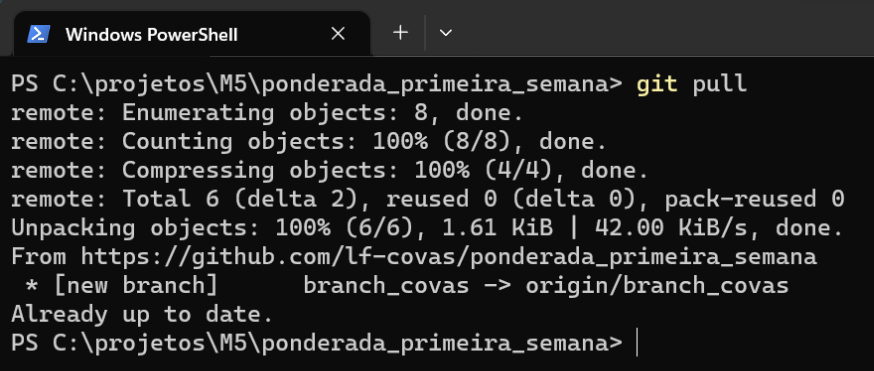 Windows PowerShell
PS C:\projetos\M5\ponderada_primeira_semana> git pull
remote: Enumerating objects: 8, done.
remote: Counting objects: 100% (8/8), done.
remote: Compressing objects: 100% (4/4), done.
remote: Total 6 (delta 2), reused 0 (delta 0), pack-reused 0
Unpacking objects: 100% (6/6), 1.61 KiB | 42.00 KiB/s, done.
From https://github.com/lf-covas/ponderada_primeira_semana
 * [new branch]      branch_covas -> origin/branch_covas
Already up to date.
PS C:\projetos\M5\ponderada_primeira_semana>